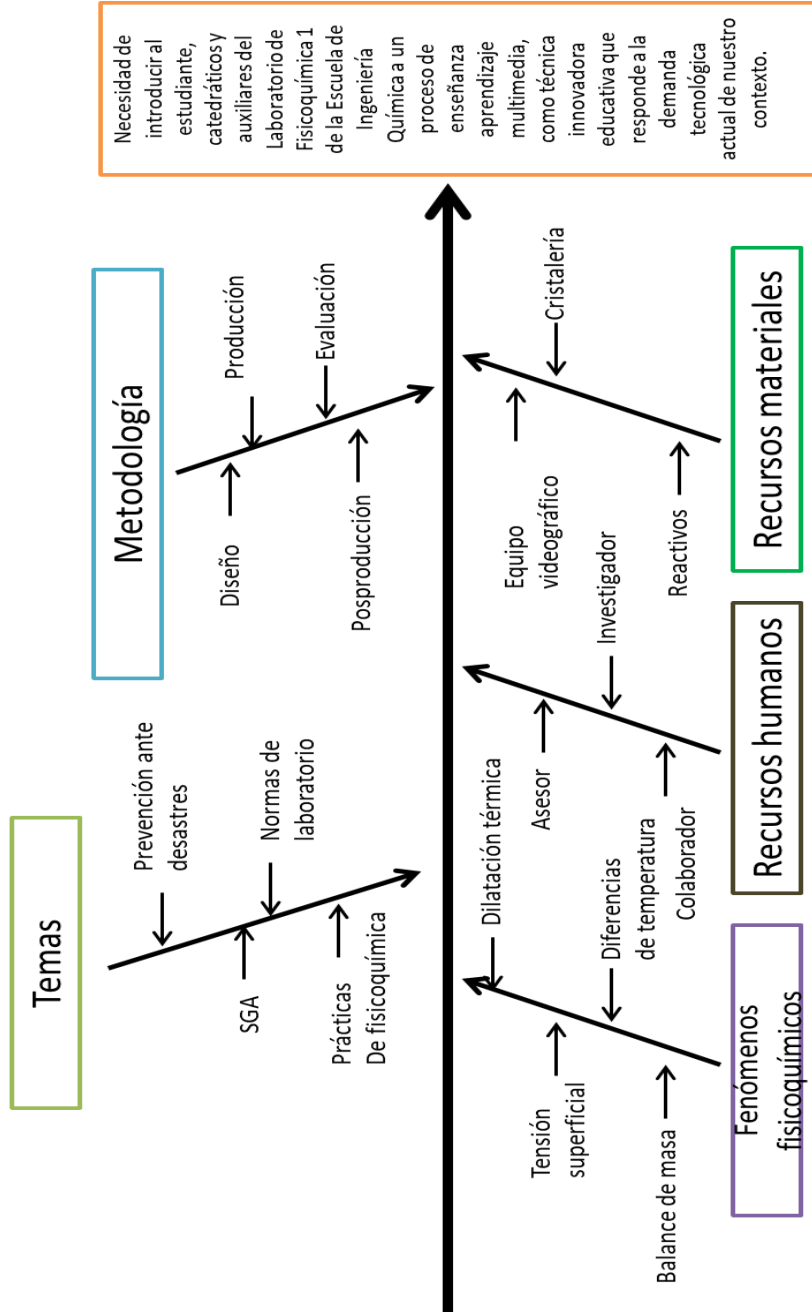 Temas
Prevención ante
desastres
SGA
Normas de
laboratorio
Prácticas
De fisicoquímica
Metodología
Diseño
Producción
Evaluación
Posproducción
Fenómenos
fisicoquímicos
Dilatación térmica
Tensión
superficial
Diferencias
de temperatura
Balance de masa
Recursos humanos
Asesor
Investigador
Colaborador
Recursos materiales
Equipo
videográfico
Cristalería
Reactivos
Necesidad de
introducir al
estudiante,
catedráticos y
auxiliares del
Laboratorio de
Fisicoquímica 1
de la Escuela de
Ingeniería
Química a un
proceso de
enseñanza
aprendizaje
multimedia,
como técnica
innovadora
educativa que
responde a la
demanda
tecnológica
actual de nuestro
contexto.